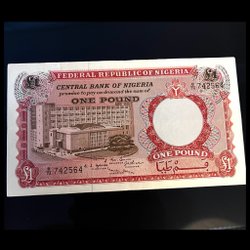 FEDERAL REPUBLIC OF NIGERIA
£1
£1
CENTRAL BANK OF NIGERIA
promise to pay on demand the sum of
ONE POUND
742564
742564
ONE POUND
£1
£1